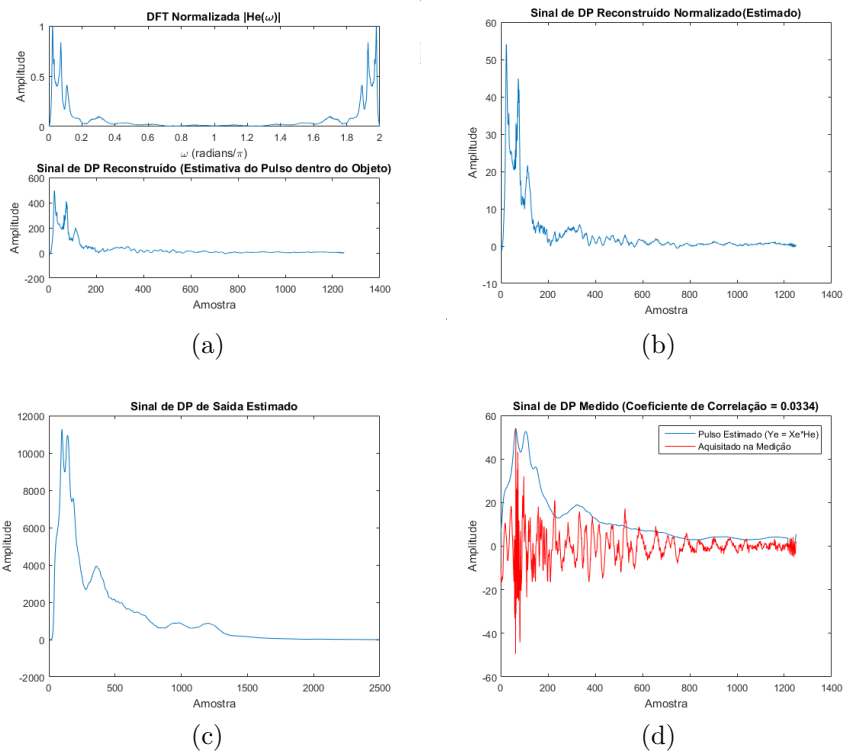 DFT Normalizada |He(ω)|
1
0.5
0
Amplitude
0 0.2 0.4 0.6 0.8 1 1.2 1.4 1.6 1.8 2
ω (radians/π)
Sinal de DP Reconstruído (Estimativa do Pulso dentro do Objeto)
600
400
200
0
-200
Amplitude
0 200 400 600 800 1000 1200 1400
Amostra
(a)
Sinal de DP Reconstruído Normalizado(Estimado)
60
50
40
30
20
10
0
-10
Amplitude
0 200 400 600 800 1000 1200 1400
Amostra
(b)
Sinal de DP de Saída Estimado
12000
10000
8000
6000
4000
2000
0
-2000
Amplitude
0 500 1000 1500 2000 2500
Amostra
(c)
Sinal de DP Medido (Coeficiente de Correlação = 0.0334)
Pulso Estimado (Ye = Xe*He)
Aquisitado na Medição
60
40
20
0
-20
-40
-60
Amplitude
0 200 400 600 800 1000 1200 1400
Amostra
(d)